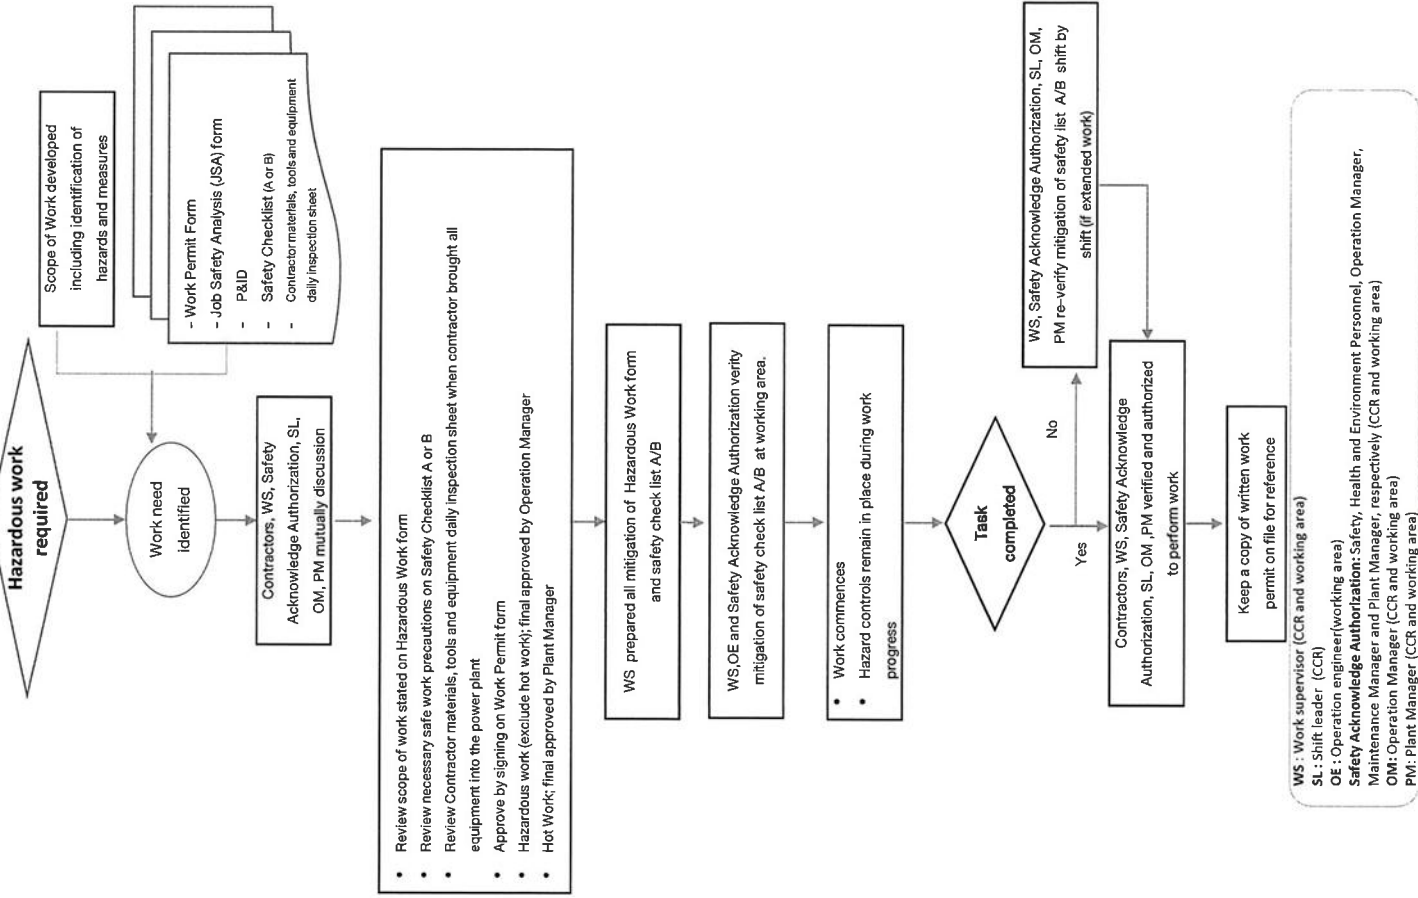 Hazardous work
required
Scope of Work developed
including identification of
hazards and measures
Work need
identified
– Work Permit Form
– Job Safety Analysis (JSA) form
– P&ID
– Safety Checklist (A or B)
– Contractor materials, tools and equipment
daily inspection sheet
Contractors, WS, Safety
Acknowledge Authorization, SL,
OM, PM mutually discussion
• Review scope of work stated on Hazardous Work form
• Review necessary safe work precautions on Safety Checklist A or B
• Review Contractor materials, tools and equipment daily inspection sheet when contractor brought all
equipment into the power plant
• Approve by signing on Work Permit form
• Hazardous work (exclude hot work); final approved by Operation Manager
• Hot Work; final approved by Plant Manager
WS prepared all mitigation of Hazardous Work form
and safety check list A/B
WS,OE and Safety Acknowledge Authorization verity
mitigation of safety check list A/B at working area.
• Work commences
• Hazard controls remain in place during work
progress
Task
completed
No
Yes
WS, Safety Acknowledge Authorization, SL, OM,
PM re-verify mitigation of safety list A/B shift by
shift (if extended work)
Contractors, WS, Safety Acknowledge
Authorization, SL, OM ,PM verified and authorized
to perform work
Keep a copy of written work
permit on file for reference
WS : Work supervisor (CCR and working area)
SL : Shift leader (CCR)
OE : Operation engineer(working area)
Safety Acknowledge Authorization: Safety, Health and Environment Personnel, Operation Manager,
Maintenance Manager and Plant Manager, respectively (CCR and working area)
OM: Operation Manager (CCR and working area)
PM: Plant Manager (CCR and working area)